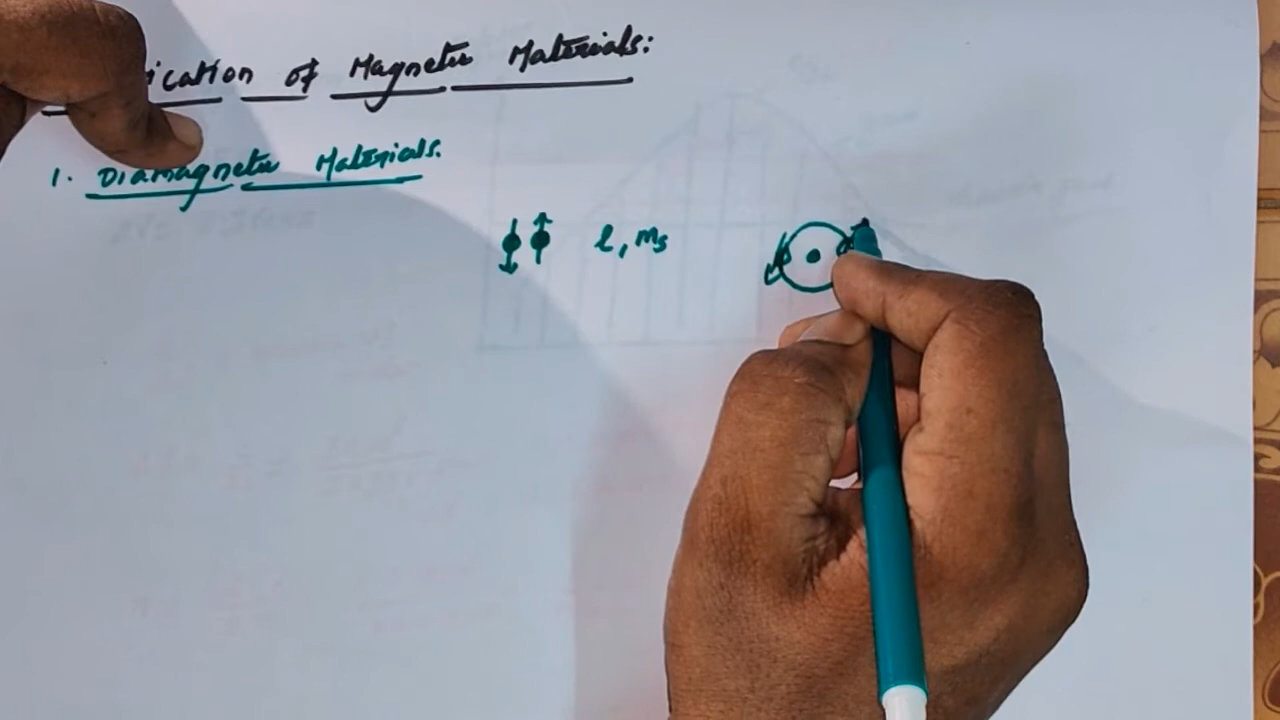 ication of Magnetic Materials:
1. Diamagnetic Materials.
l, ms